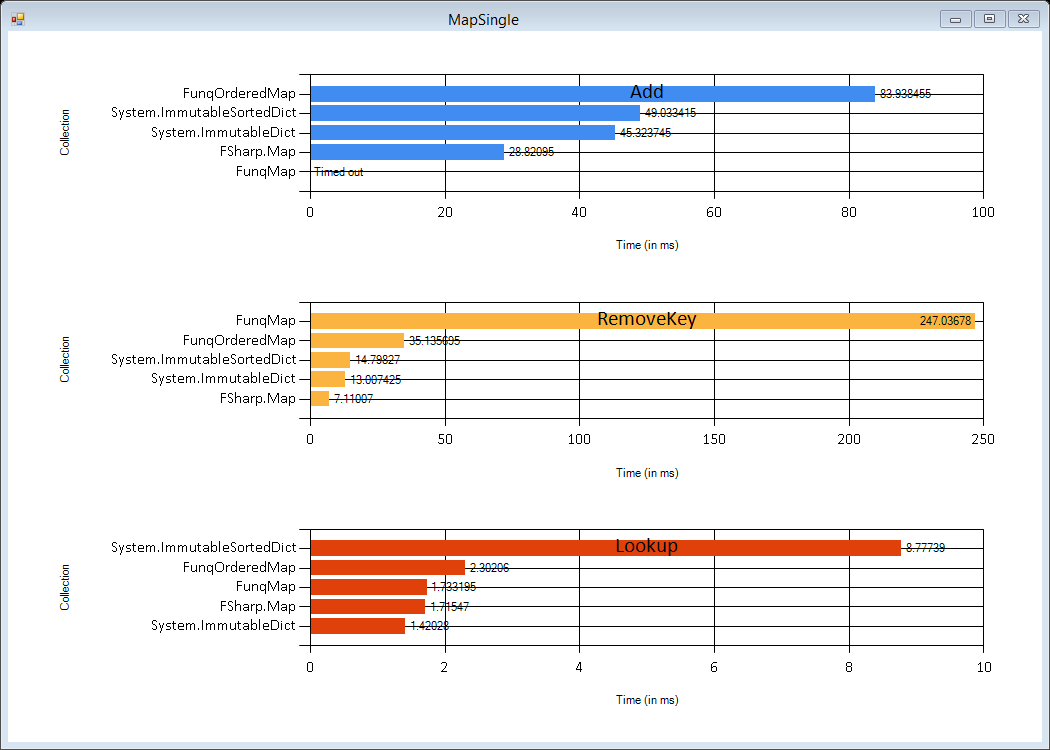 MapSingle
Add
Collection
FunqOrderedMap 83.938455
System.ImmutableSortedDict 49.033415
System.ImmutableDict 45.323745
FSharp.Map 28.82095
FunqMap Timed out
0 20 40 60 80 100
Time (in ms)
RemoveKey
Collection
FunqMap 247.03678
FunqOrderedMap 35.135695
System.ImmutableSortedDict 14.79827
System.ImmutableDict 13.007425
FSharp.Map 7.11007
0 50 100 150 200 250
Time (in ms)
Lookup
Collection
System.ImmutableSortedDict 8.77739
FunqOrderedMap 2.30206
FunqMap 1.733195
FSharp.Map 1.71547
System.ImmutableDict 1.42028
0 2 4 6 8 10
Time (in ms)